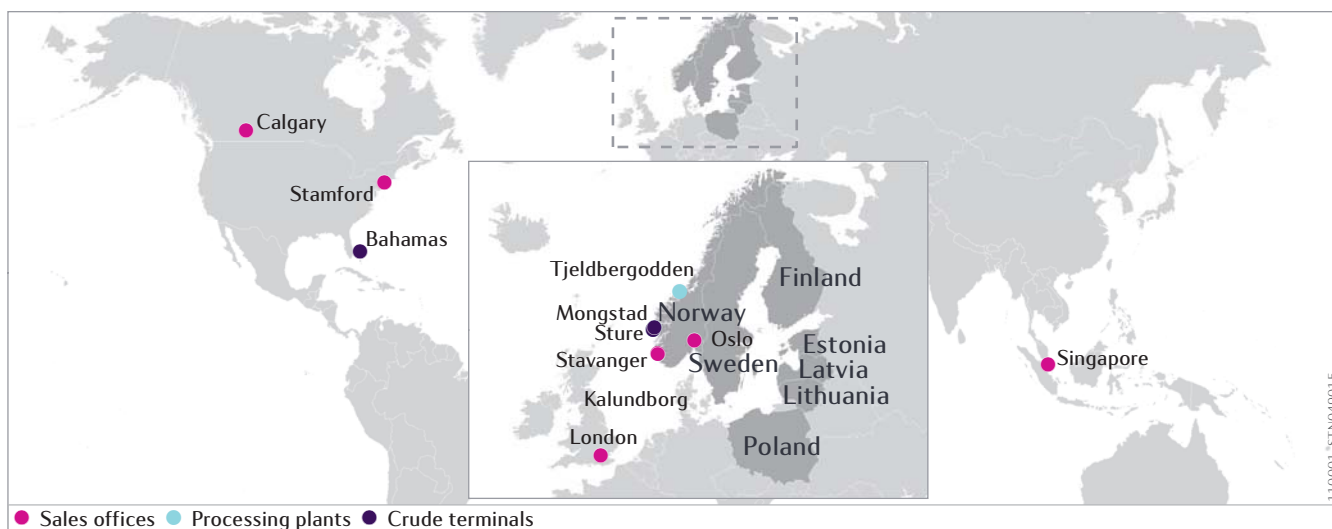 Calgary
Stamford
Bahamas
Tjeldbergodden
Finland
Mongstad
Norway
Sture
Oslo
Estonia
Stavanger
Sweden
Latvia
Singapore
Lithuania
Kalundborg
London
Poland
Sales offices Processing plants Crude terminals